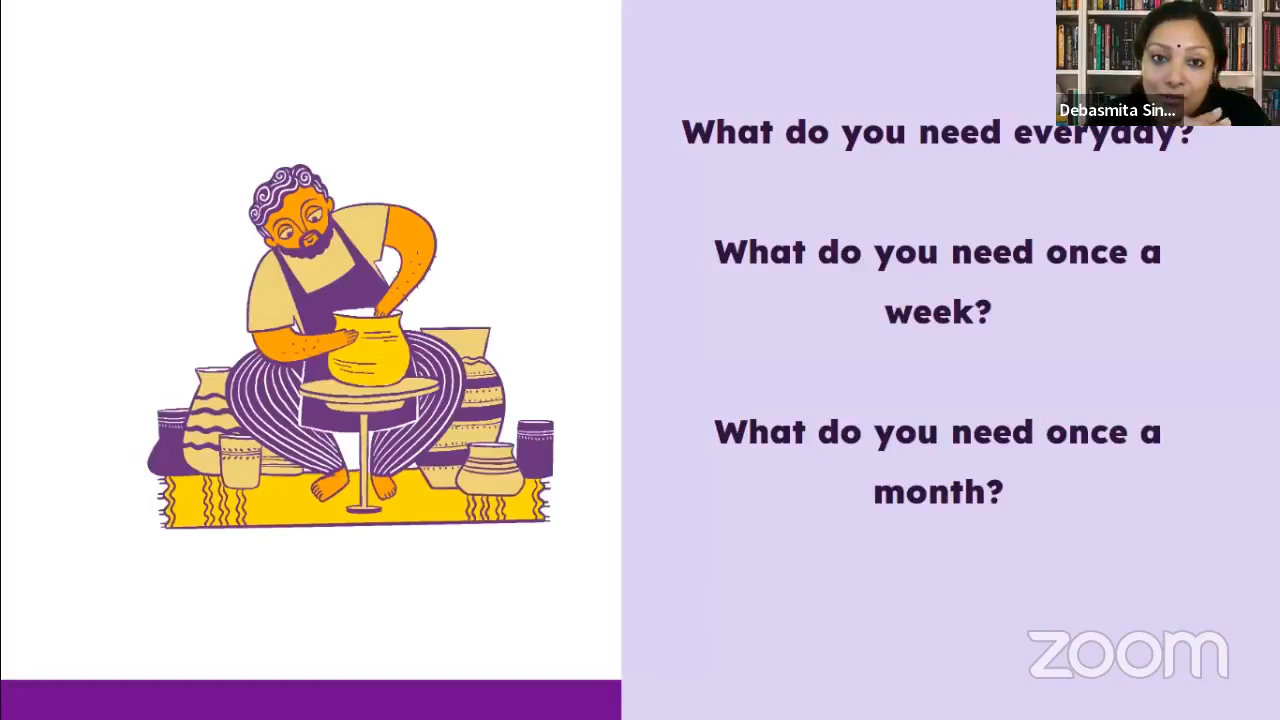 Debasmita Sin...
What do you need everyday?
What do you need once a
week?
What do you need once a
month?
zoom